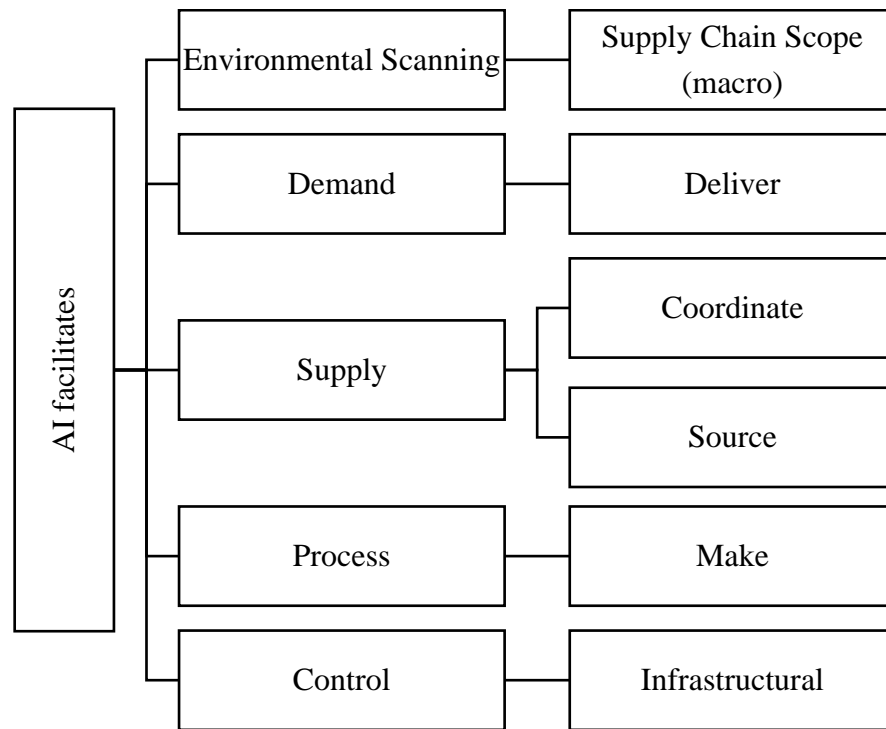 AI facilitates
Environmental Scanning
Supply Chain Scope
(macro)
Demand
Deliver
Supply
Coordinate
Source
Process
Make
Control
Infrastructural